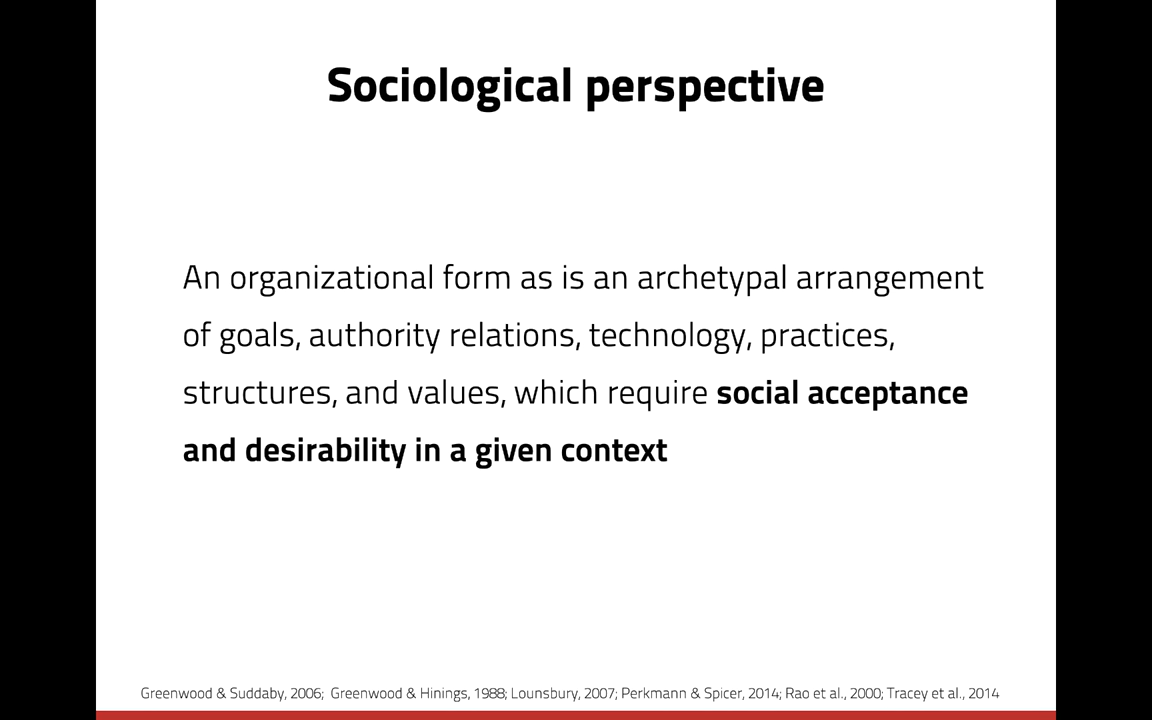 Sociological perspective
An organizational form as is an archetypal arrangement
of goals, authority relations, technology, practices,
structures, and values, which require social acceptance
and desirability in a given context
Greenwood & Suddaby, 2006;  Greenwood & Hinings, 1988; Lounsbury, 2007; Perkmann & Spicer, 2014; Rao et al., 2000; Tracey et al., 2014